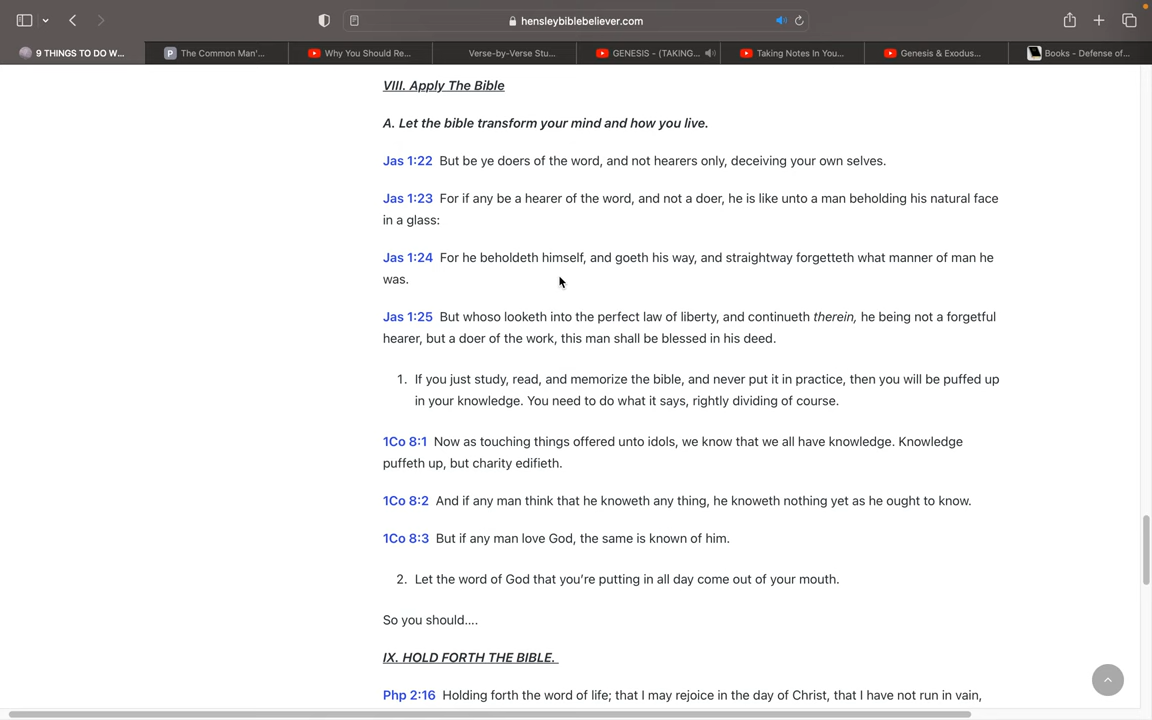 hensleybiblebeliever.com
9 THINGS TO DO W...
The Common Man'...
Why You Should Re...
Verse-by-Verse Stu...
GENESIS - (TAKING...
Taking Notes In You...
Genesis & Exodus...
Books - Defense of...
VIII. Apply The Bible
A. Let the bible transform your mind and how you live.
Jas 1:22 But be ye doers of the word, and not hearers only, deceiving your own selves.
Jas 1:23 For if any be a hearer of the word, and not a doer, he is like unto a man beholding his natural face
in a glass:
Jas 1:24 For he beholdeth himself, and goeth his way, and straightway forgetteth what manner of man he
was.
Jas 1:25 But whoso looketh into the perfect law of liberty, and continueth therein, he being not a forgetful
hearer, but a doer of the work, this man shall be blessed in his deed.
1. If you just study, read, and memorize the bible, and never put it in practice, then you will be puffed up
in your knowledge. You need to do what it says, rightly dividing of course.
1Co 8:1 Now as touching things offered unto idols, we know that we all have knowledge. Knowledge
puffeth up, but charity edifieth.
1Co 8:2 And if any man think that he knoweth any thing, he knoweth nothing yet as he ought to know.
1Co 8:3 But if any man love God, the same is known of him.
2. Let the word of God that you're putting in all day come out of your mouth.
So you should....
IX. HOLD FORTH THE BIBLE.
Php 2:16 Holding forth the word of life; that I may rejoice in the day of Christ, that I have not run in vain,